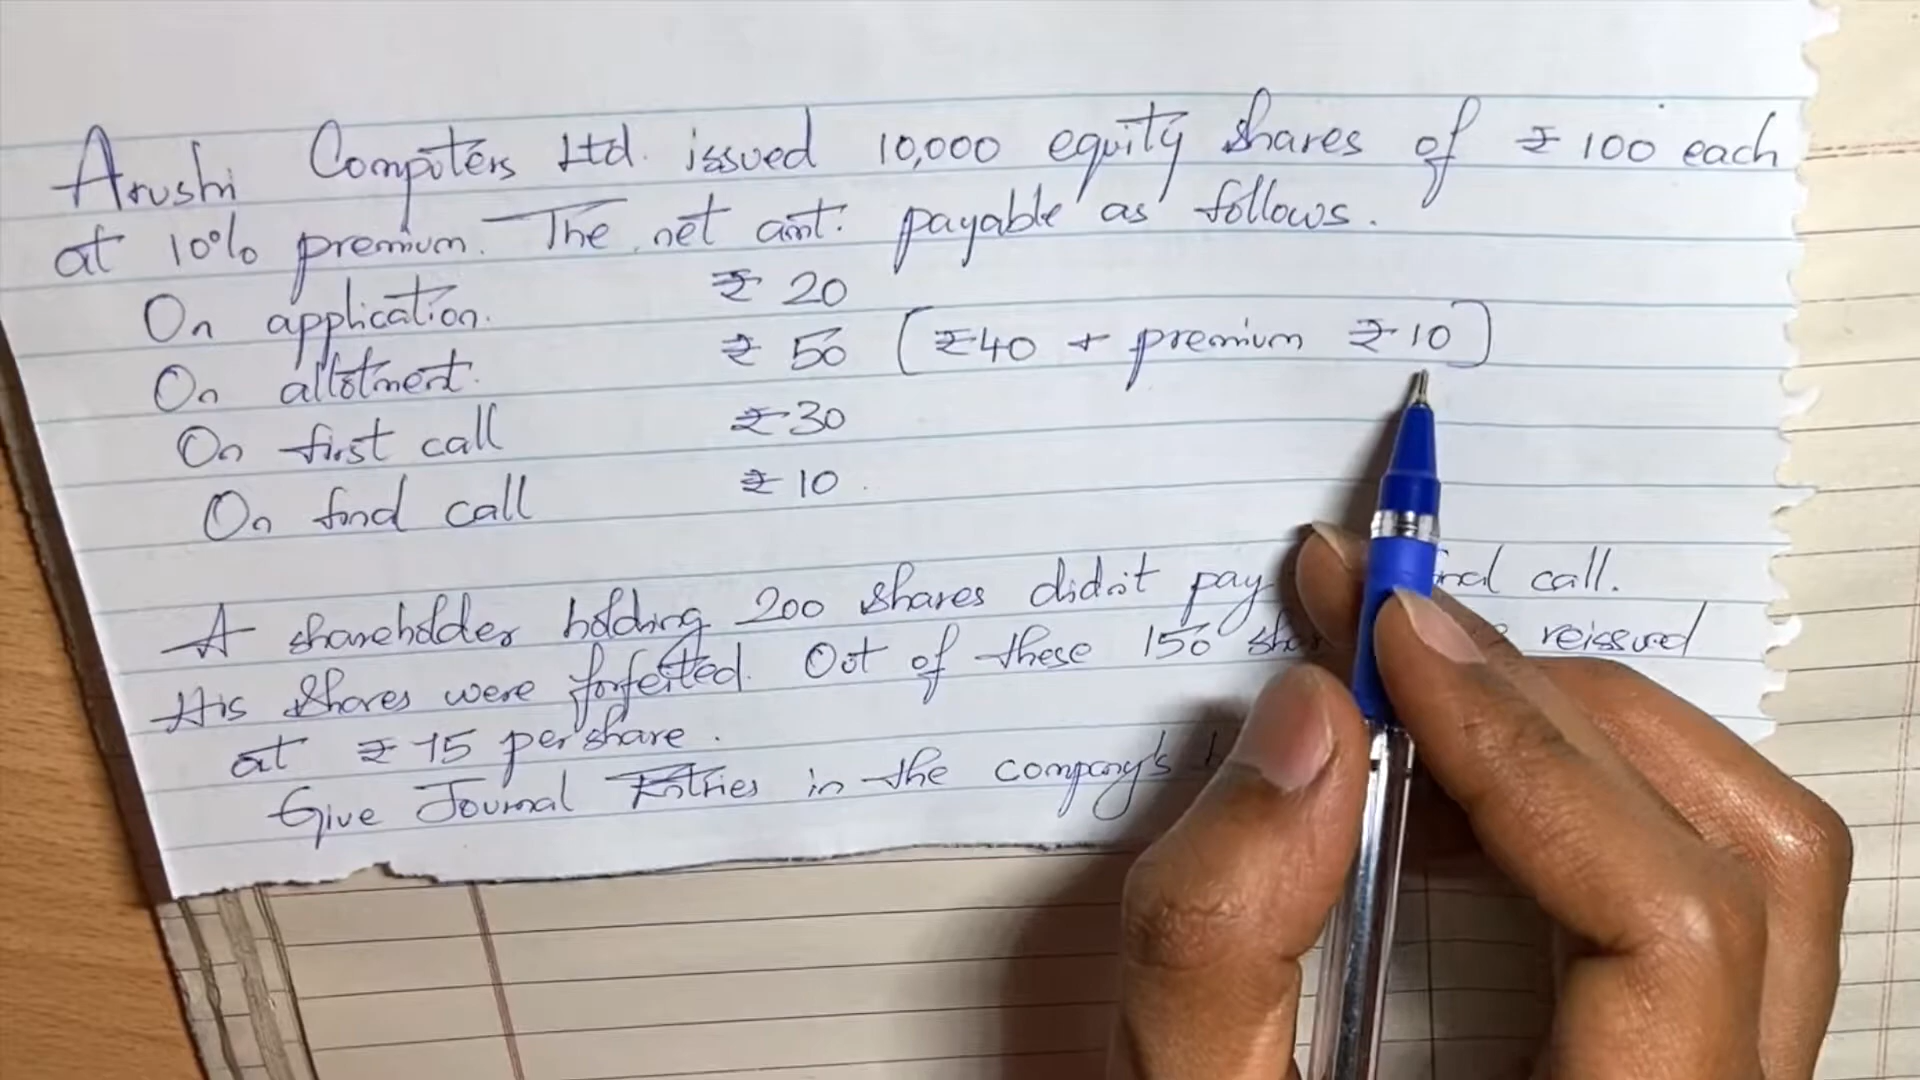 Arushi Computers Ltd. issued 10,000 equity shares of ₹ 100 each
at 10% premium. The net amt. payable as follows.
On application. ₹ 20
On allotment. ₹ 50 [₹40 + premium ₹10]
On first call ₹30
On final call ₹10
A shareholder holding 200 shares didn't pay call.
His shares were forfeited. Out of these 150 reissued
at ₹ 75 per share.
Give Journal Entries in the company's